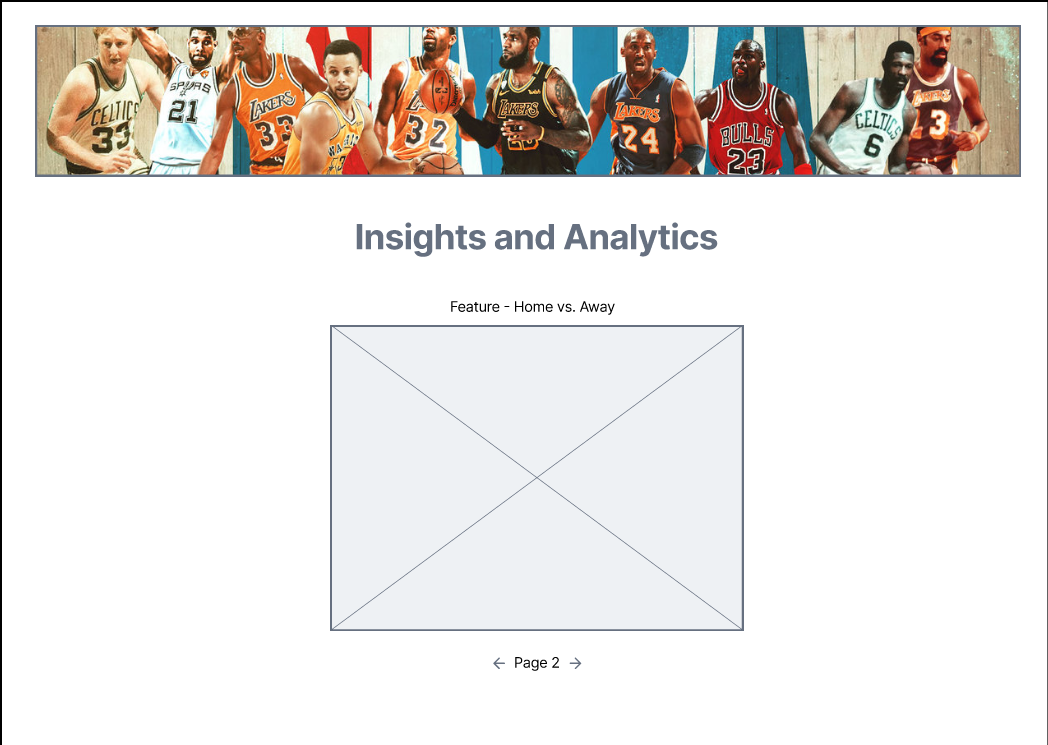 CELTICS
33
SPURS
21
LAKERS
33
LAKERS
32
LAKERS
23
LAKERS
24
BULLS
23
CELTICS
6
LAKERS
13
Insights and Analytics
Feature - Home vs. Away
Page 2